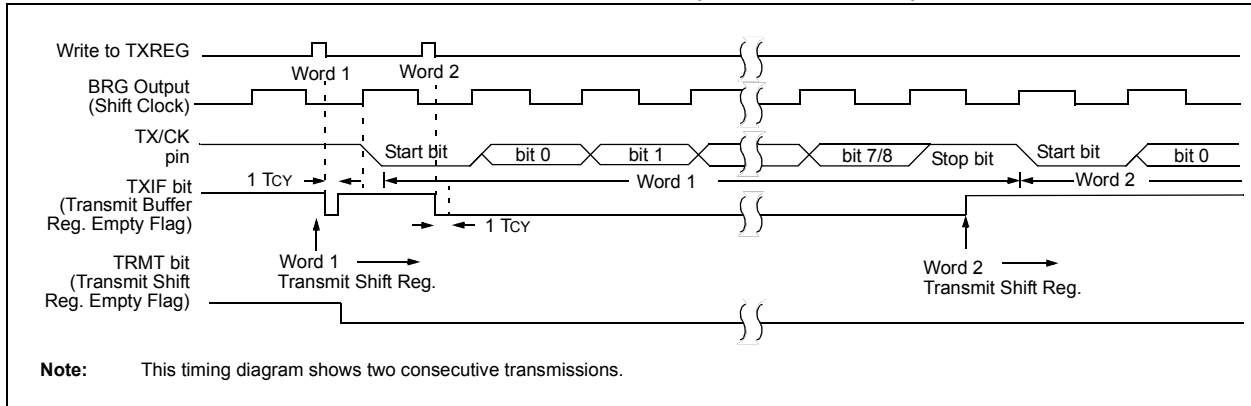 Write to TXREG
Word 1 Word 2
BRG Output
(Shift Clock)
TX/CK
pin
Start bit bit 0 bit 1 bit 7/8 Stop bit Start bit bit 0
1 TCY Word 1 Word 2
TXIF bit
(Transmit Buffer
Reg. Empty Flag)
1 TCY
TRMT bit
(Transmit Shift
Reg. Empty Flag)
Word 1
Transmit Shift Reg.
Word 2
Transmit Shift Reg.
Note: This timing diagram shows two consecutive transmissions.